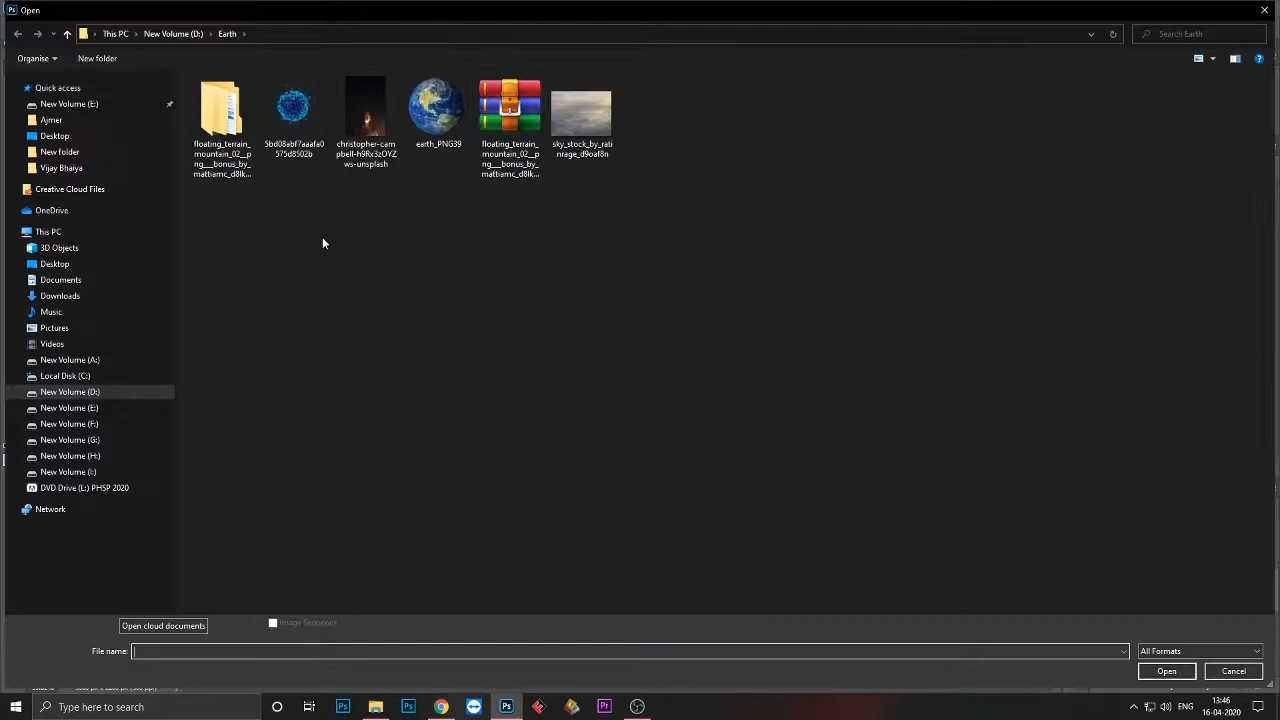 Open
This PC
New Volume (D:)
Earth
Search Earth
Organise
New folder
Quick access
New Volume (E:)
Ajmer
Desktop
New folder
Vijay Bhaiya
Creative Cloud Files
OneDrive
This PC
3D Objects
Desktop
Documents
Downloads
Music
Pictures
Videos
New Volume (A:)
Local Disk (C:)
New Volume (D:)
New Volume (E:)
New Volume (F:)
New Volume (G:)
New Volume (H:)
New Volume (I:)
DVD Drive (L:) PHSP 2020
Network
floating_terrain_
mountain_02__p
ng___bonus_by_
mattiamc_d8lk...
5bd08abf7aaafa0
575d8502b
christopher-cam
pbell-h9Rx3zOYZ
ws-unsplash
earth_PNG39
floating_terrain_
mountain_02__p
ng___bonus_by_
mattiamc_d8lk...
sky_stock_by_rati
nrage_d9oaf8n
Open cloud documents
Image Sequence
File name:
All Formats
Open
Cancel
Type here to search
ENG
13:46
16-04-2020